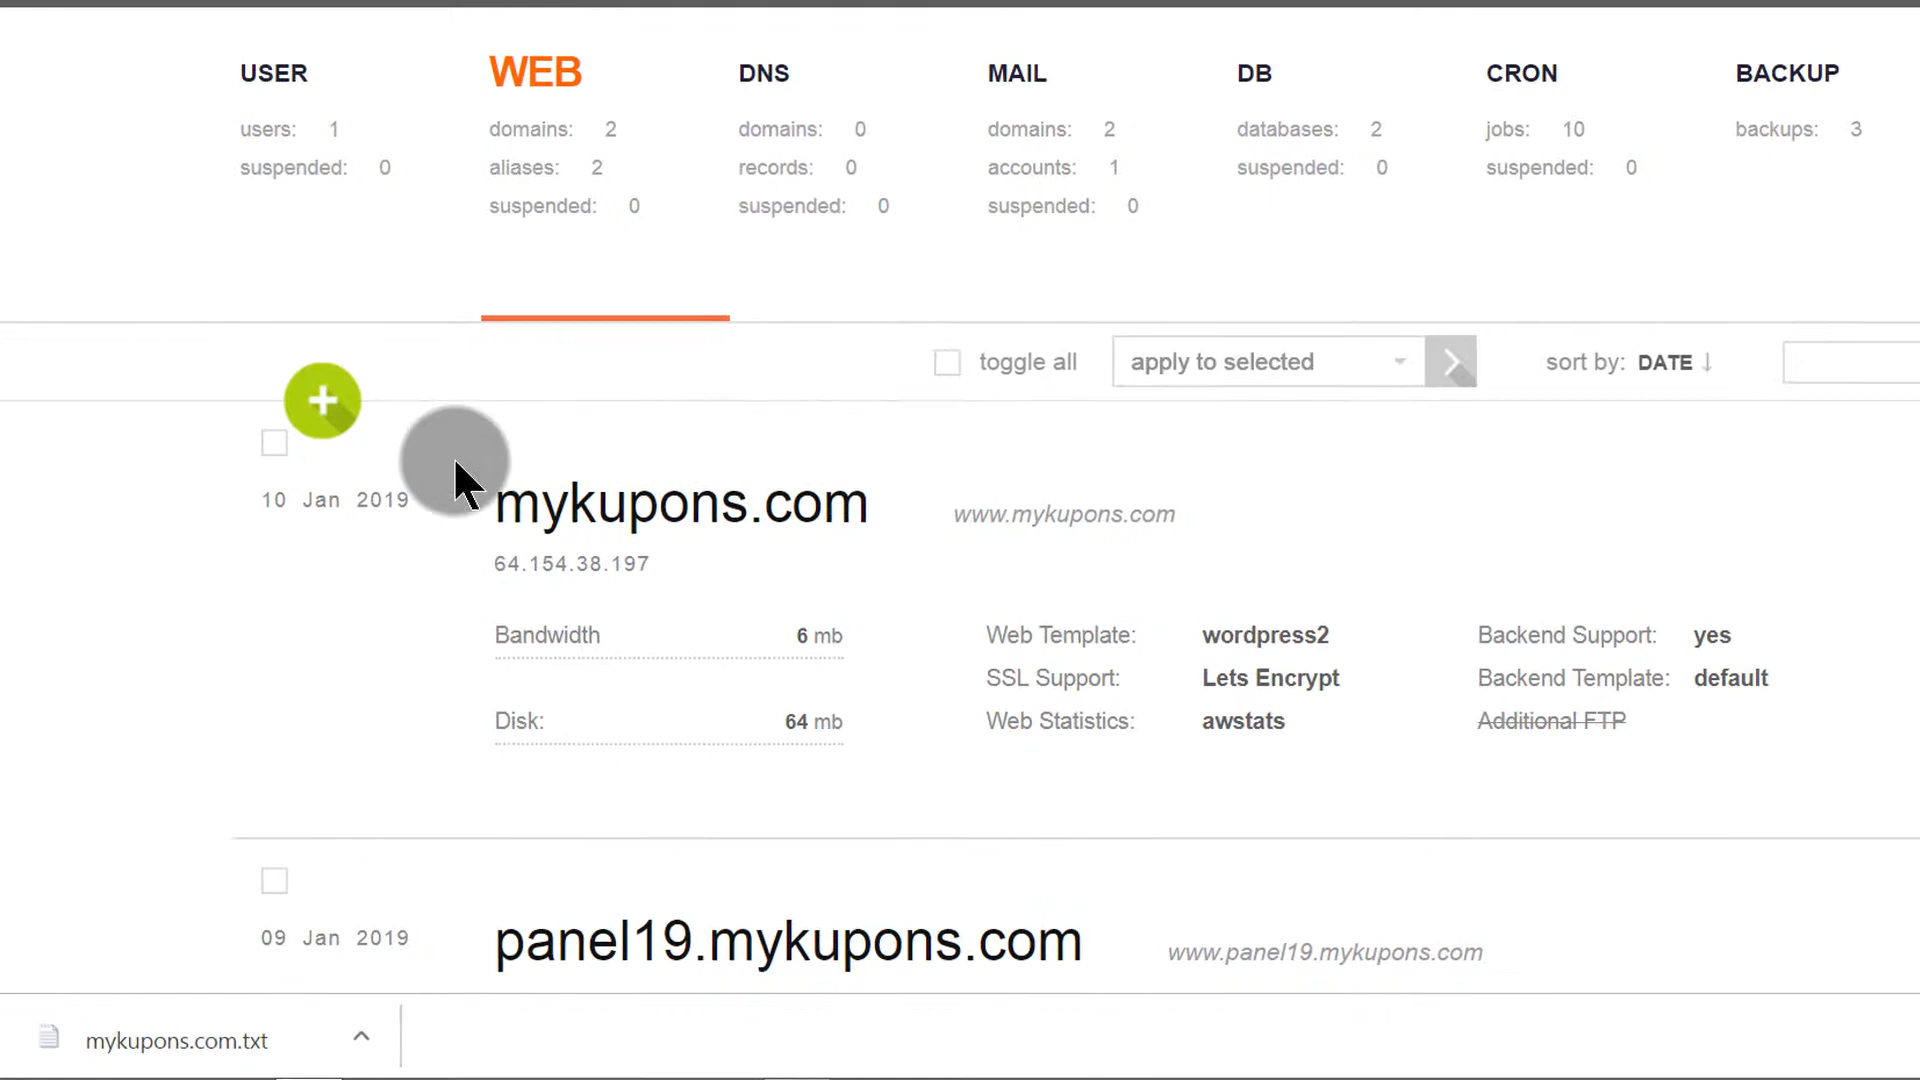 USER WEB DNS MAIL DB CRON BACKUP
users: 1 domains: 2 domains: 0 domains: 2 databases: 2 jobs: 10 backups: 3
suspended: 0 aliases: 2 records: 0 accounts: 1 suspended: 0 suspended: 0
suspended: 0 suspended: 0 suspended: 0
toggle all apply to selected sort by: DATE ↓
10 Jan 2019 mykupons.com www.mykupons.com
64.154.38.197
Bandwidth 6 mb Web Template: wordpress2 Backend Support: yes
SSL Support: Lets Encrypt Backend Template: default
Disk: 64 mb Web Statistics: awstats Additional FTP
09 Jan 2019 panel19.mykupons.com www.panel19.mykupons.com
mykupons.com.txt